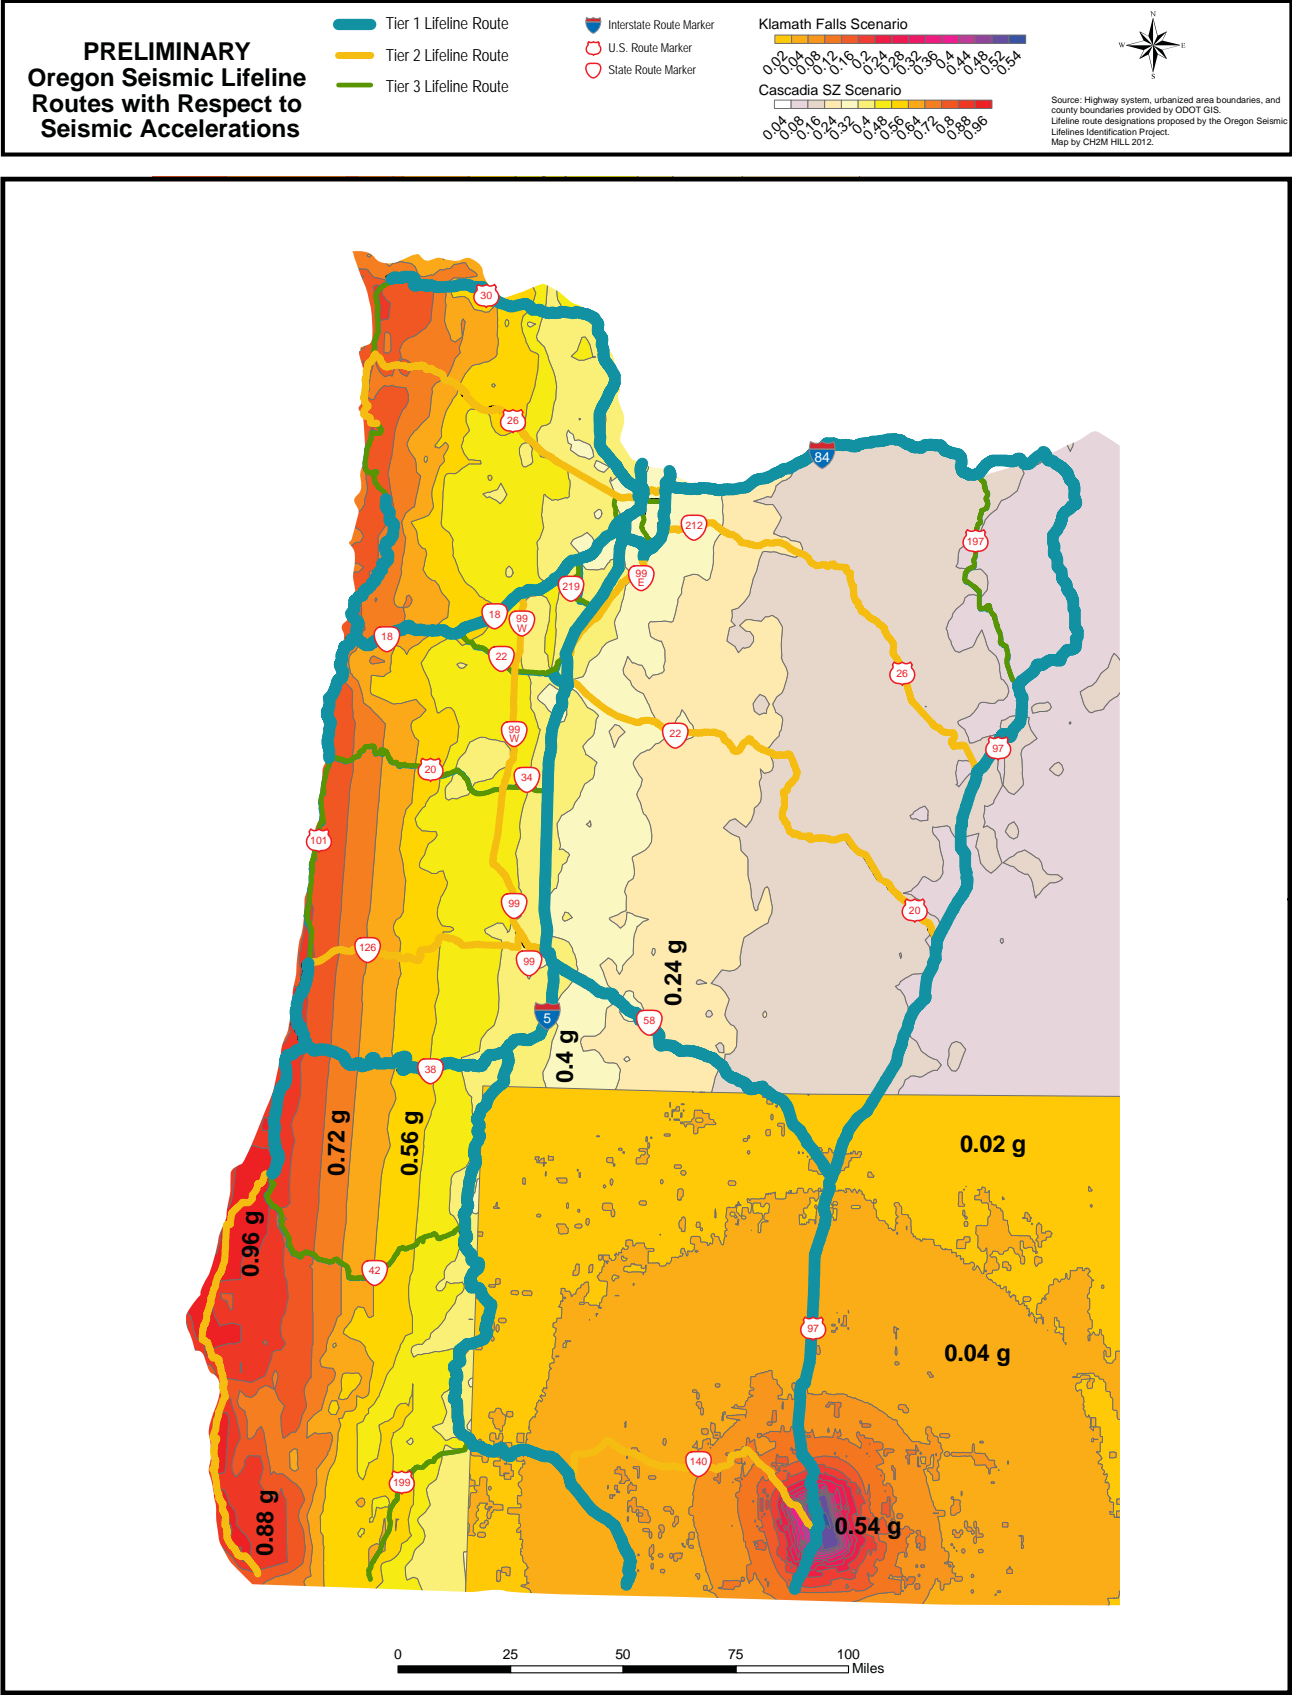 PRELIMINARY
Oregon Seismic Lifeline
Routes with Respect to
Seismic Accelerations
Tier 1 Lifeline Route
Tier 2 Lifeline Route
Tier 3 Lifeline Route
Interstate Route Marker
U.S. Route Marker
State Route Marker
Klamath Falls Scenario
0.02 0.04 0.08 0.12 0.16 0.2 0.24 0.28 0.32 0.36 0.4 0.44 0.48 0.52 0.54
Cascadia SZ Scenario
0.04 0.08 0.16 0.24 0.32 0.4 0.48 0.56 0.64 0.72 0.8 0.88 0.96
N
W E
S
Source: Highway system, urbanized area boundaries, and
county boundaries provided by ODOT GIS.
Lifeline route designations proposed by the Oregon Seismic
Lifelines Identification Project.
Map by CH2M HILL 2012.
30
26
84
212
197
99
E
219
18
99
W
18
22
26
22
99
W
97
20
34
101
99
20
126
99
0.24 g
5
58
0.4 g
38
0.72 g
0.56 g
0.02 g
0.96 g
42
97
0.04 g
140
199
0.88 g
0.54 g
0 25 50 75 100
Miles